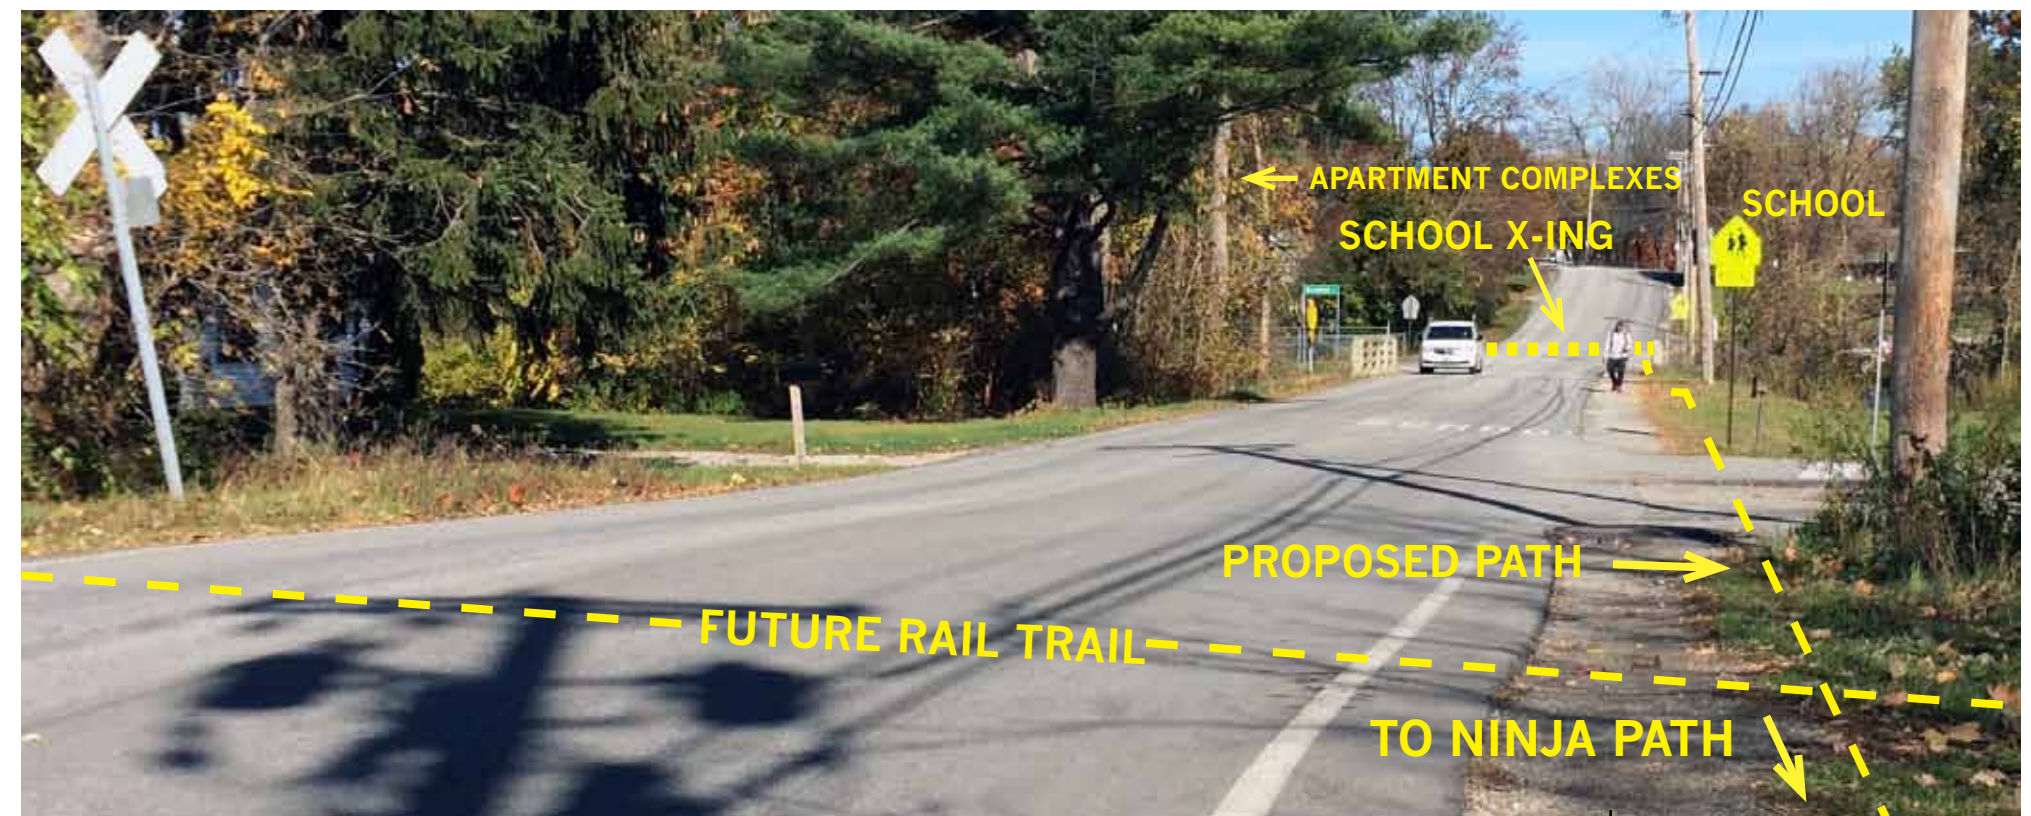 APARTMENT COMPLEXES
SCHOOL
SCHOOL X-ING
PROPOSED PATH
FUTURE RAIL TRAIL
TO NINJA PATH